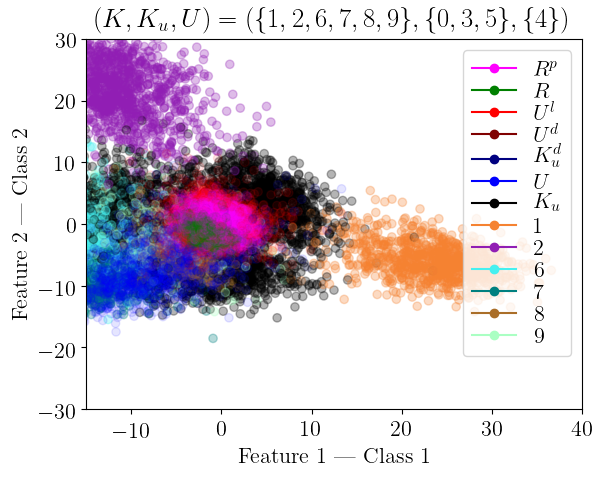 (K, K_u, U) = ({1, 2, 6, 7, 8, 9}, {0, 3, 5}, {4})
30
20
10
0
−10
−20
−30
Feature 2 — Class 2
−10
0
10
20
30
40
Feature 1 — Class 1
R^p
R
U^l
U^d
K_u^d
U
K_u
1
2
6
7
8
9